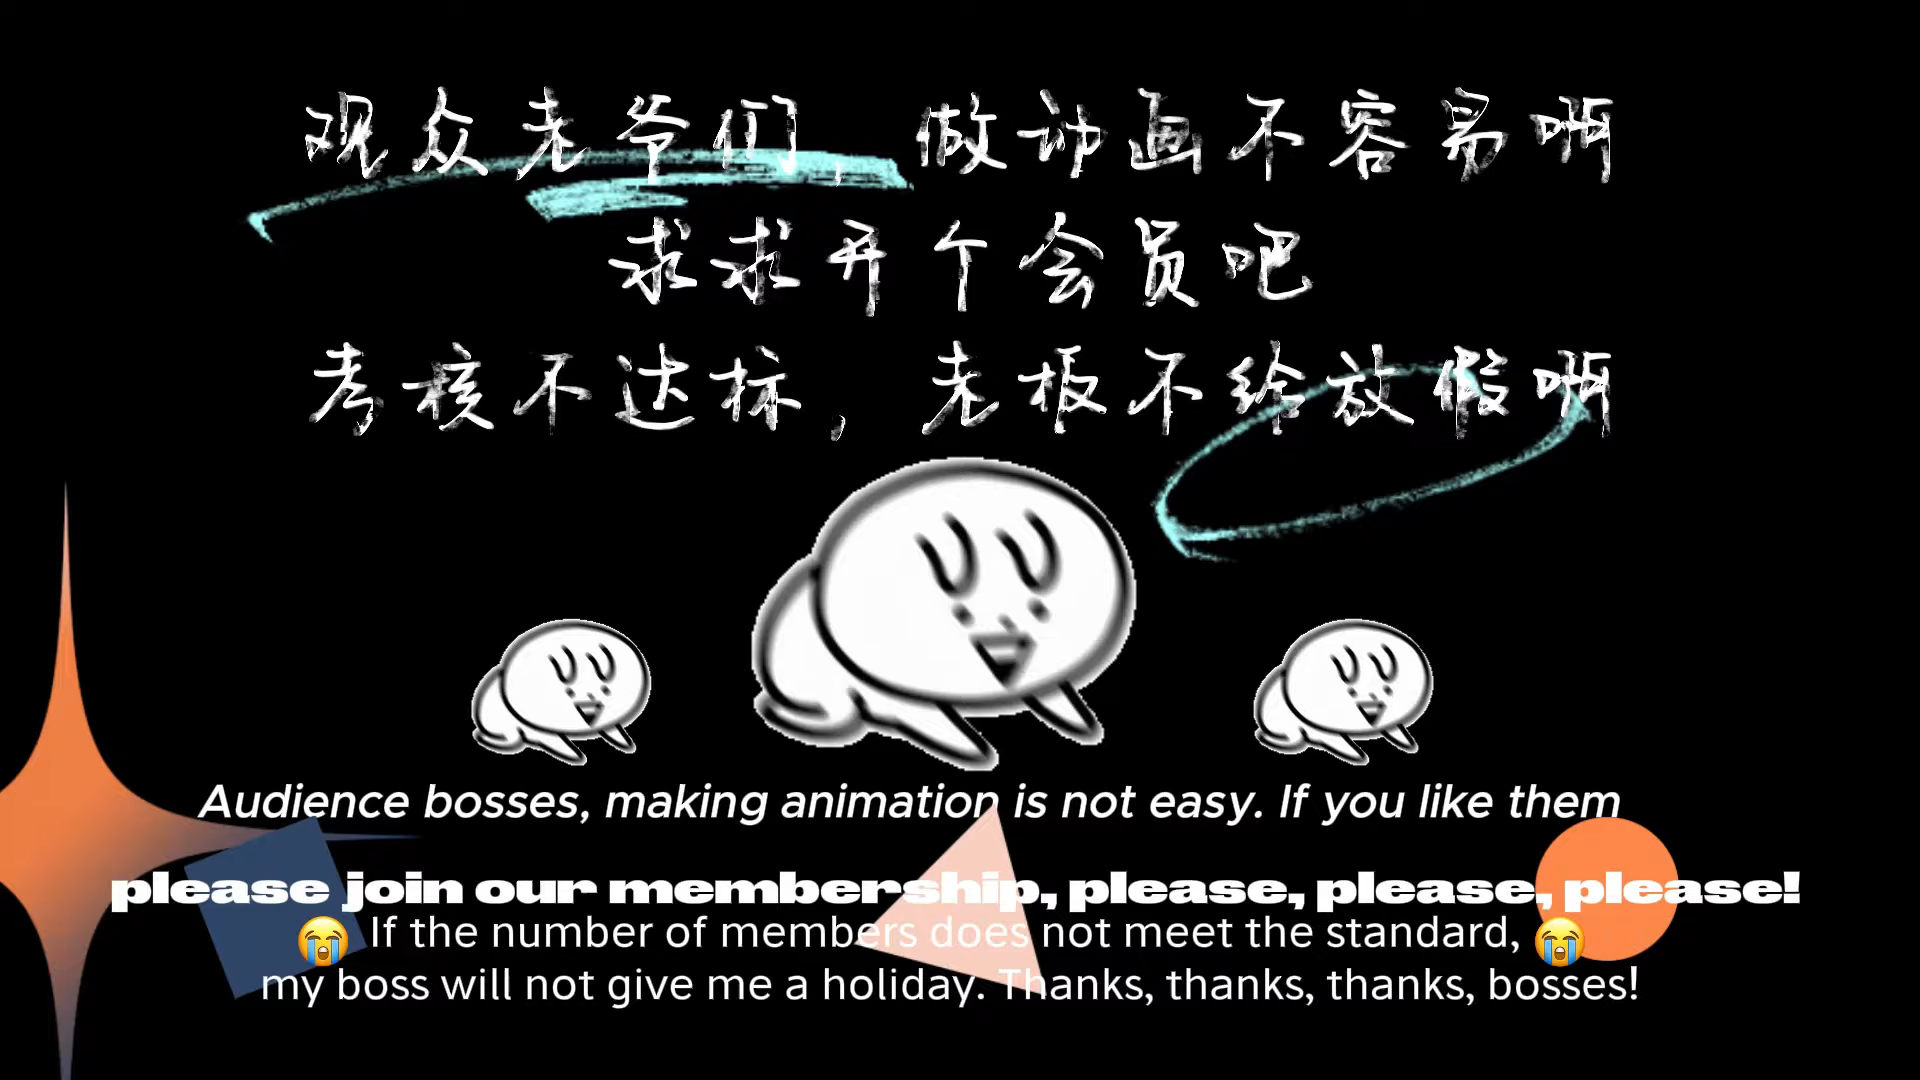 观众老爷们，做动画不容易啊
求求开个会员吧
考核不达标，老板不给放假啊
Audience bosses, making animation is not easy. If you like them
please join our membership, please, please, please!
😭 If the number of members does not meet the standard, 😭
my boss will not give me a holiday. Thanks, thanks, thanks, bosses!